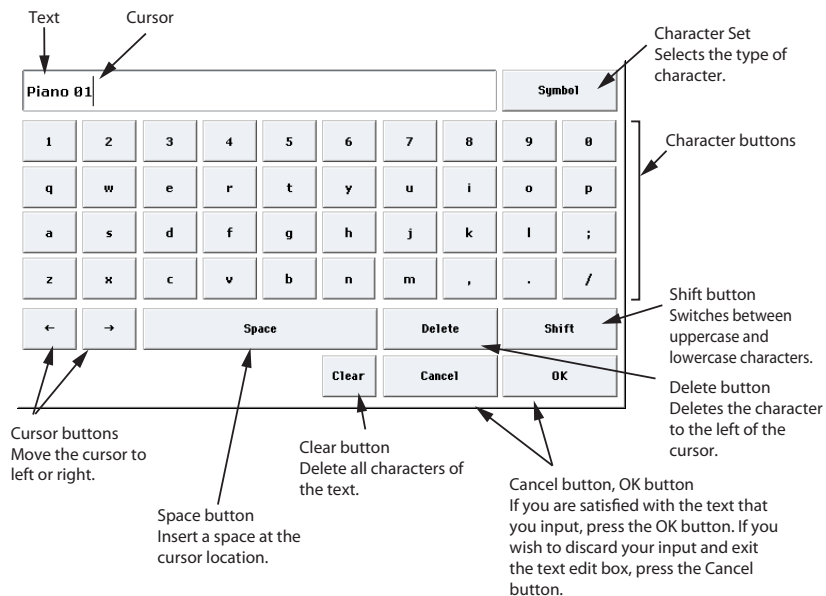 Text
Cursor
Character Set
Selects the type of
character.
Piano 01
Symbol
1 2 3 4 5 6 7 8 9 0
Character buttons
q w e r t y u i o p
a s d f g h j k l ;
z x c v b n m , . /
Shift button
Switches between
uppercase and
lowercase characters.
← → Space Delete Shift
Clear Cancel OK
Delete button
Deletes the character
to the left of the
cursor.
Cursor buttons
Move the cursor to
left or right.
Clear button
Delete all characters of
the text.
Space button
Insert a space at the
cursor location.
Cancel button, OK button
If you are satisfied with the text that
you input, press the OK button. If you
wish to discard your input and exit
the text edit box, press the Cancel
button.